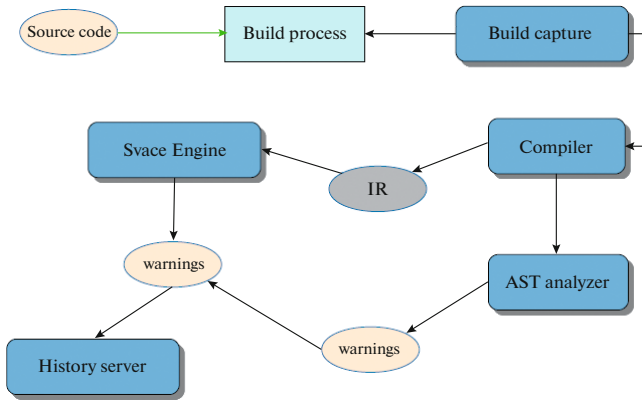 Source code
Build process
Build capture
Svace Engine
IR
Compiler
warnings
AST analyzer
warnings
History server